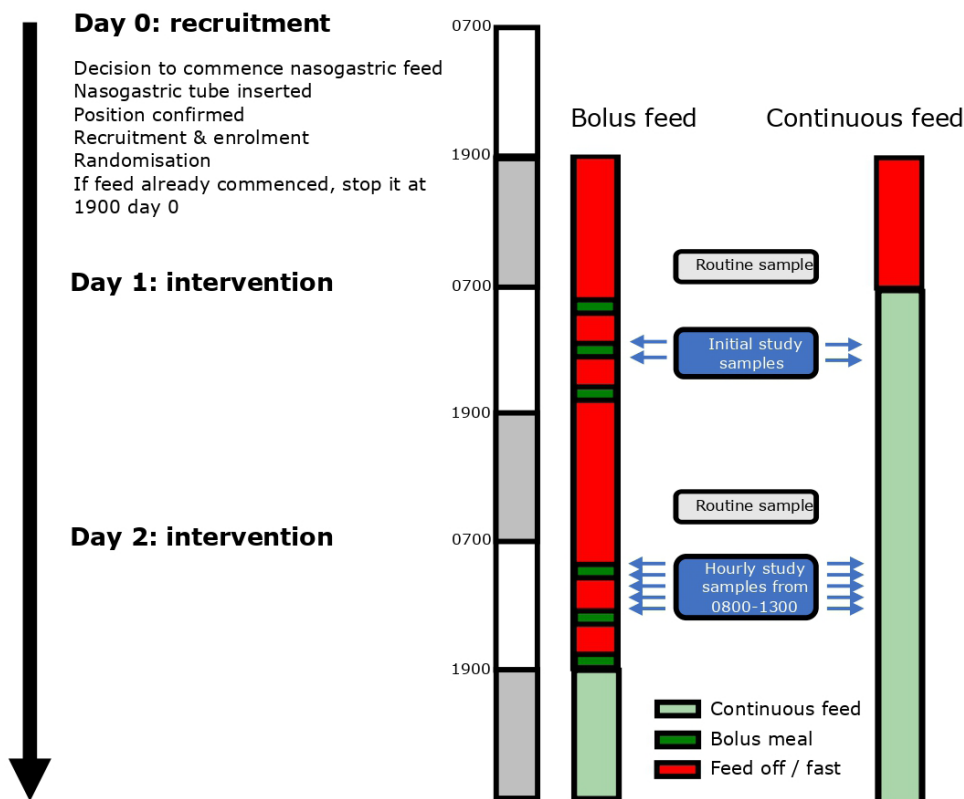 Day 0: recruitment
Decision to commence nasogastric feed
Nasogastric tube inserted
Position confirmed
Recruitment & enrolment
Randomisation
If feed already commenced, stop it at
1900 day 0
0700
Bolus feed
Continuous feed
1900
Routine sample
Day 1: intervention
0700
Initial study
samples
1900
Routine sample
Day 2: intervention
0700
Hourly study
samples from
0800-1300
1900
Continuous feed
Bolus meal
Feed off / fast